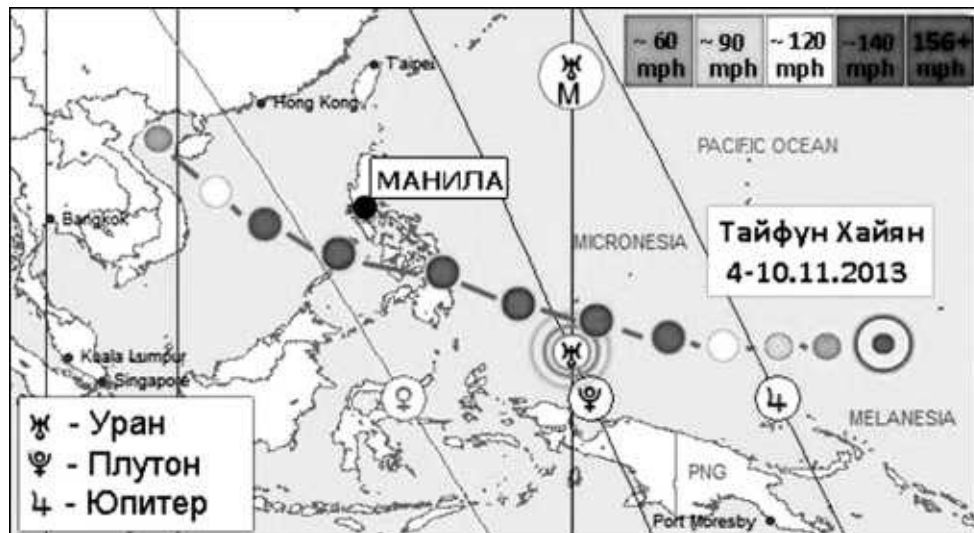 ~ 60 mph
~ 90 mph
~ 120 mph
~140 mph
156+ mph
T'aipei
Hong Kong
М
PACIFIC OCEAN
МАНИЛА
Bangkok
MICRONESIA
Тайфун Хайян
4-10.11.2013
Kuala Lumpur
Singapore
MELANESIA
- Уран
- Плутон
- Юпитер
PNG
Port Moresby